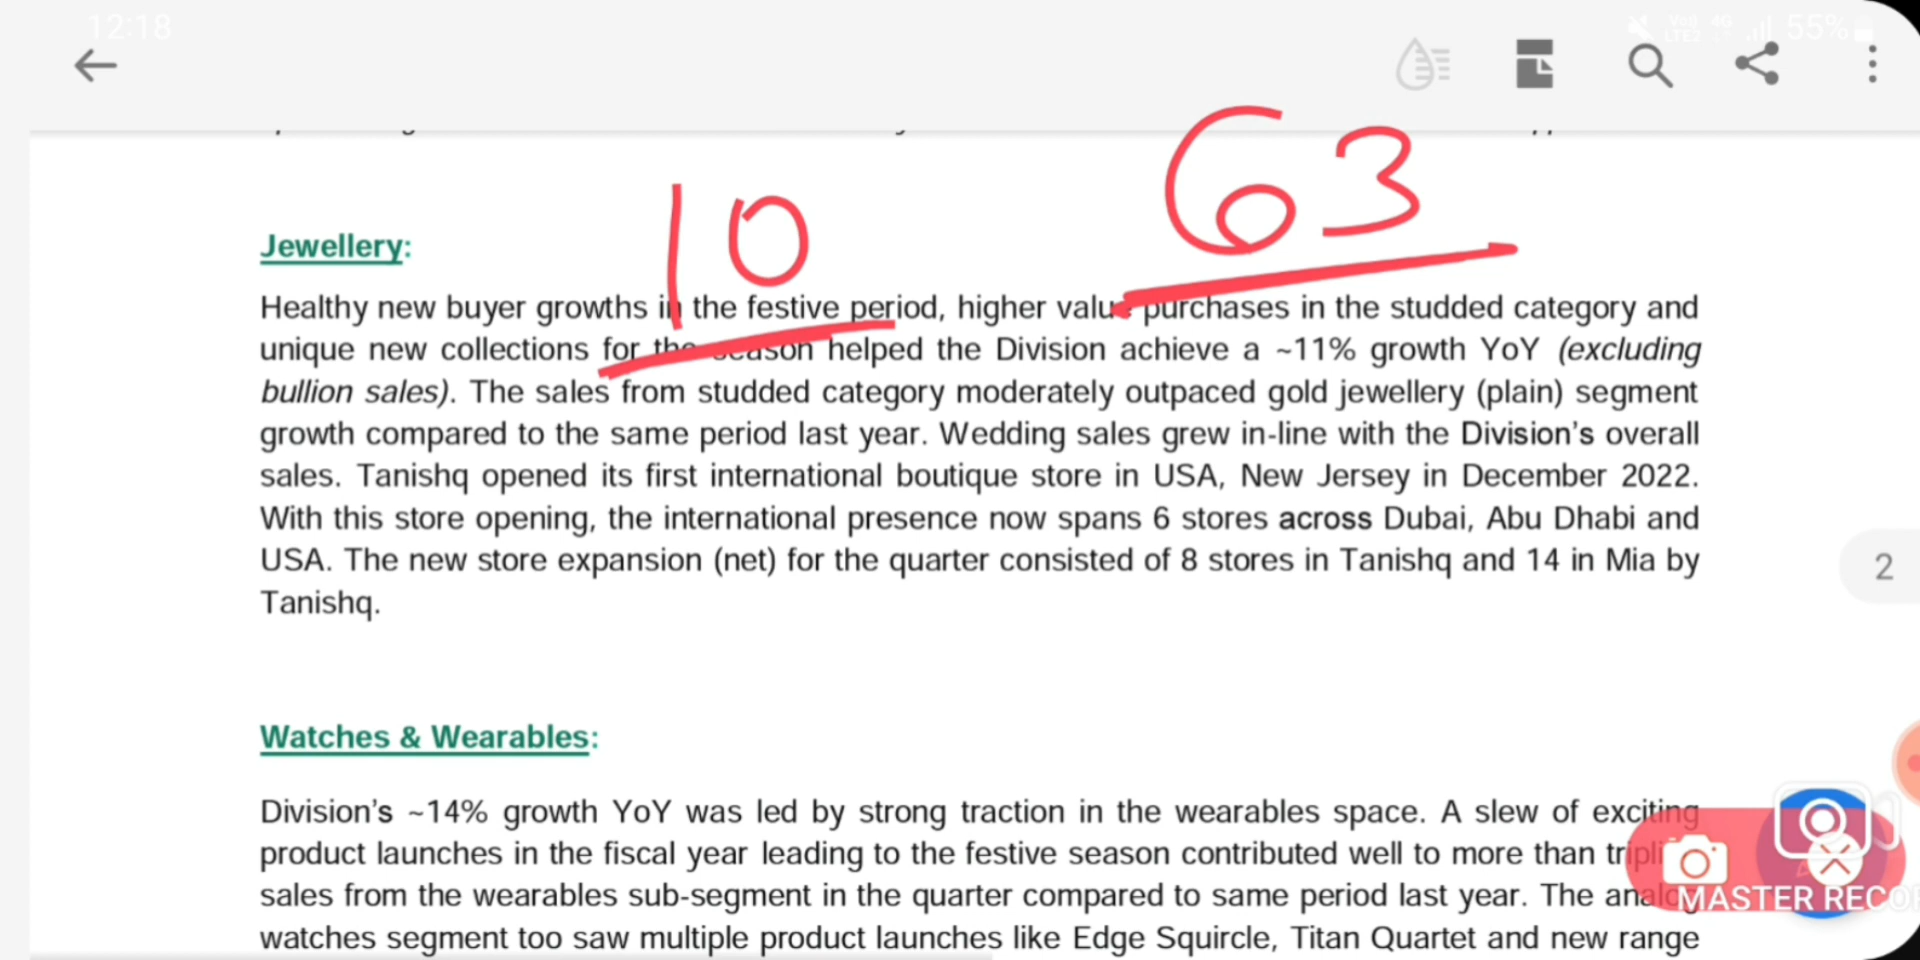 12:18
Vo)) 4G 55%
LTE2
63
10
Jewellery:
Healthy new buyer growths in the festive period, higher value purchases in the studded category and
unique new collections for the season helped the Division achieve a ~11% growth YoY (excluding
bullion sales). The sales from studded category moderately outpaced gold jewellery (plain) segment
growth compared to the same period last year. Wedding sales grew in-line with the Division's overall
sales. Tanishq opened its first international boutique store in USA, New Jersey in December 2022.
With this store opening, the international presence now spans 6 stores across Dubai, Abu Dhabi and
USA. The new store expansion (net) for the quarter consisted of 8 stores in Tanishq and 14 in Mia by
Tanishq.
2
Watches & Wearables:
Division's ~14% growth YoY was led by strong traction in the wearables space. A slew of exciting
product launches in the fiscal year leading to the festive season contributed well to more than tripli
sales from the wearables sub-segment in the quarter compared to same period last year. The analog
MASTER RECO
watches segment too saw multiple product launches like Edge Squircle, Titan Quartet and new range